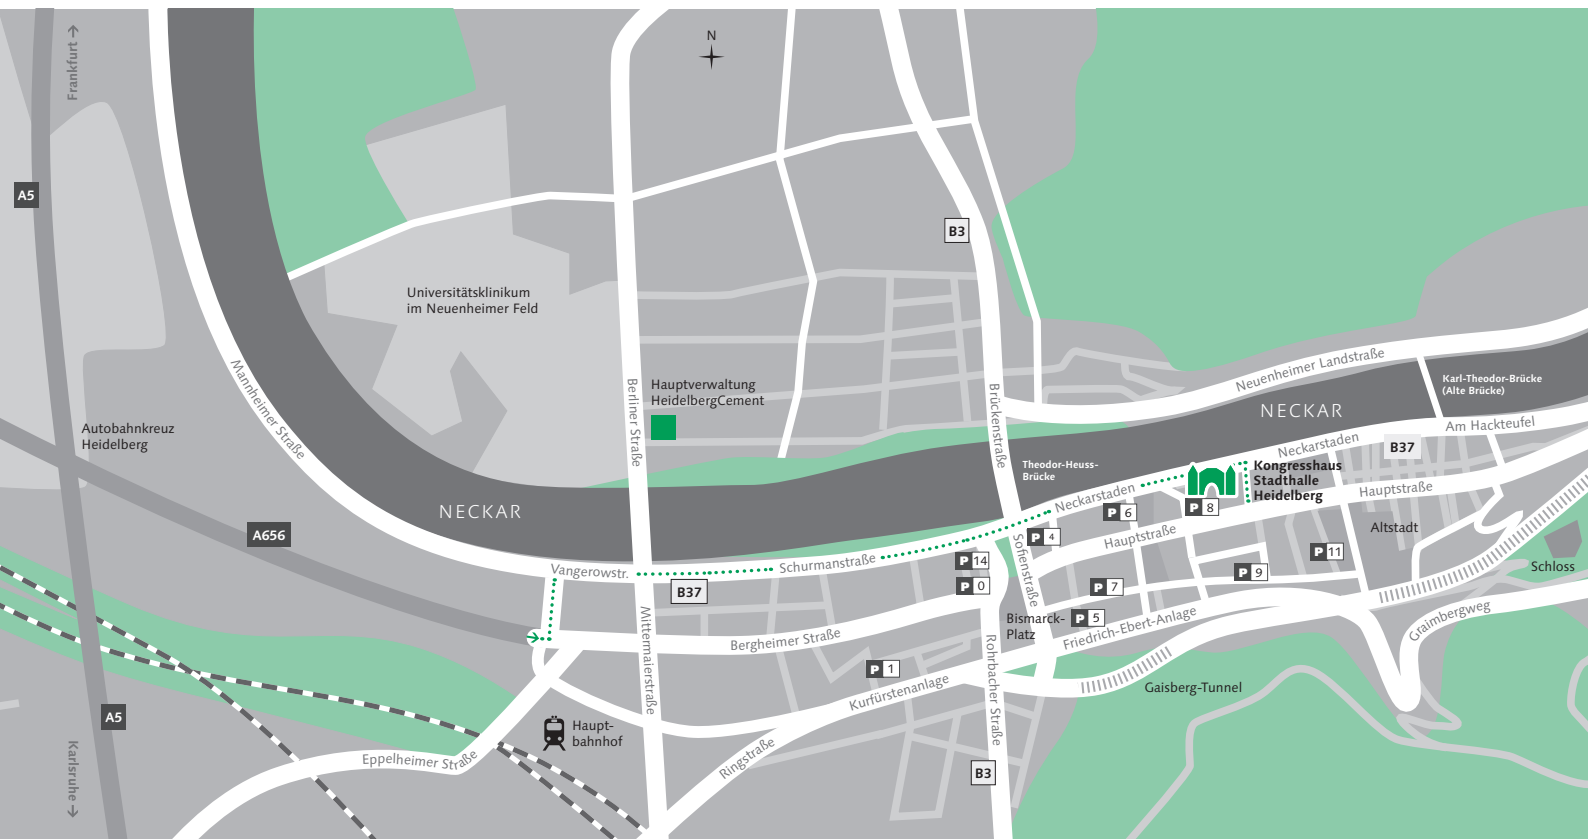 Frankfurt →
N
A5
B3
Universitätsklinikum
im Neuenheimer Feld
Mannheimer Straße
Berliner Straße
Hauptverwaltung
HeidelbergCement
Brückenstraße
Neuenheimer Landstraße
Karl-Theodor-Brücke
(Alte Brücke)
NECKAR
Autobahnkreuz
Heidelberg
Am Hackteufel
Neckarstaden
B37
Theodor-Heuss-
Brücke
Kongresshaus
Stadthalle
Heidelberg
Neckarstaden
Hauptstraße
NECKAR
P 6
P 8
A656
P 4
Hauptstraße
Altstadt
Sofienstraße
P 11
Schloss
Vangerowstr.
Schurmanstraße
P 14
P 9
B37
P 0
P 7
Mittermaierstraße
Bismarck-
Platz
P 5
Friedrich-Ebert-Anlage
Graimbergweg
Bergheimer Straße
Rohrbacher Straße
P 1
Kurfürstenanlage
Gaisberg-Tunnel
A5
Haupt-
bahnhof
Ringstraße
Eppelheimer Straße
B3
Karlsruhe →